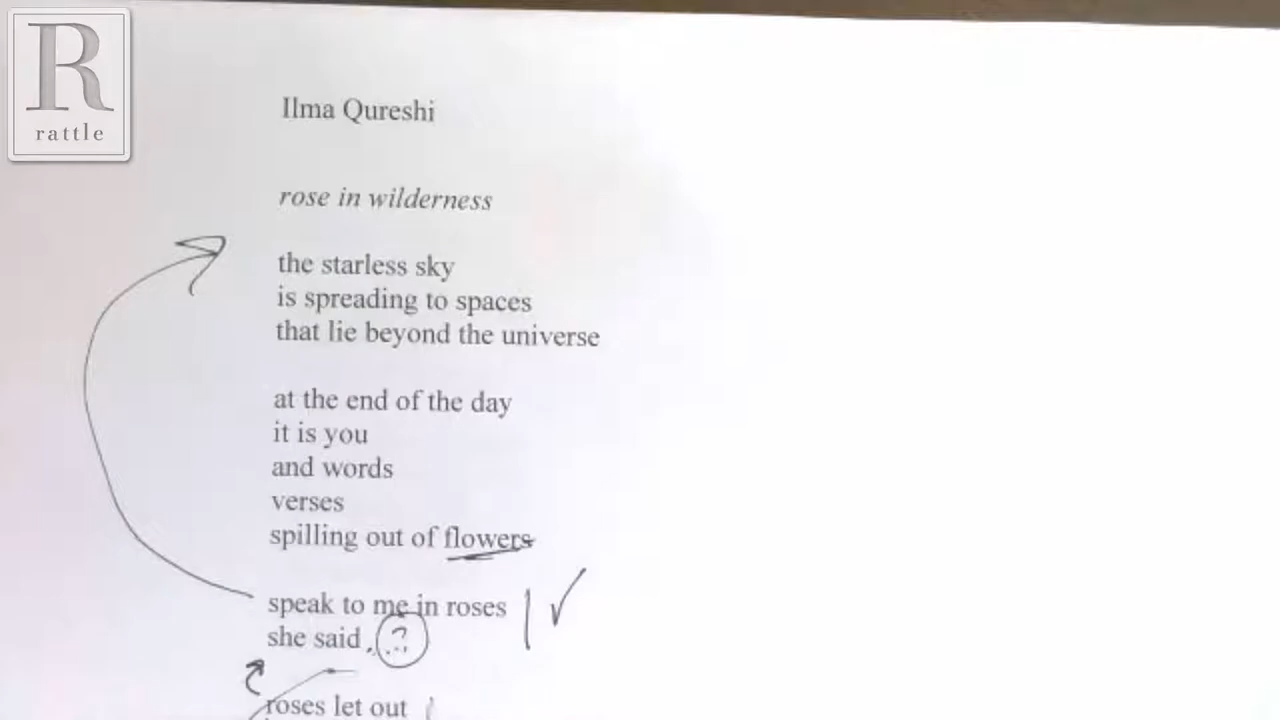 R
rattle
Ilma Qureshi
rose in wilderness
the starless sky
is spreading to spaces
that lie beyond the universe
at the end of the day
it is you
and words
verses
spilling out of flowers
speak to me in roses
she said, ?
roses let out